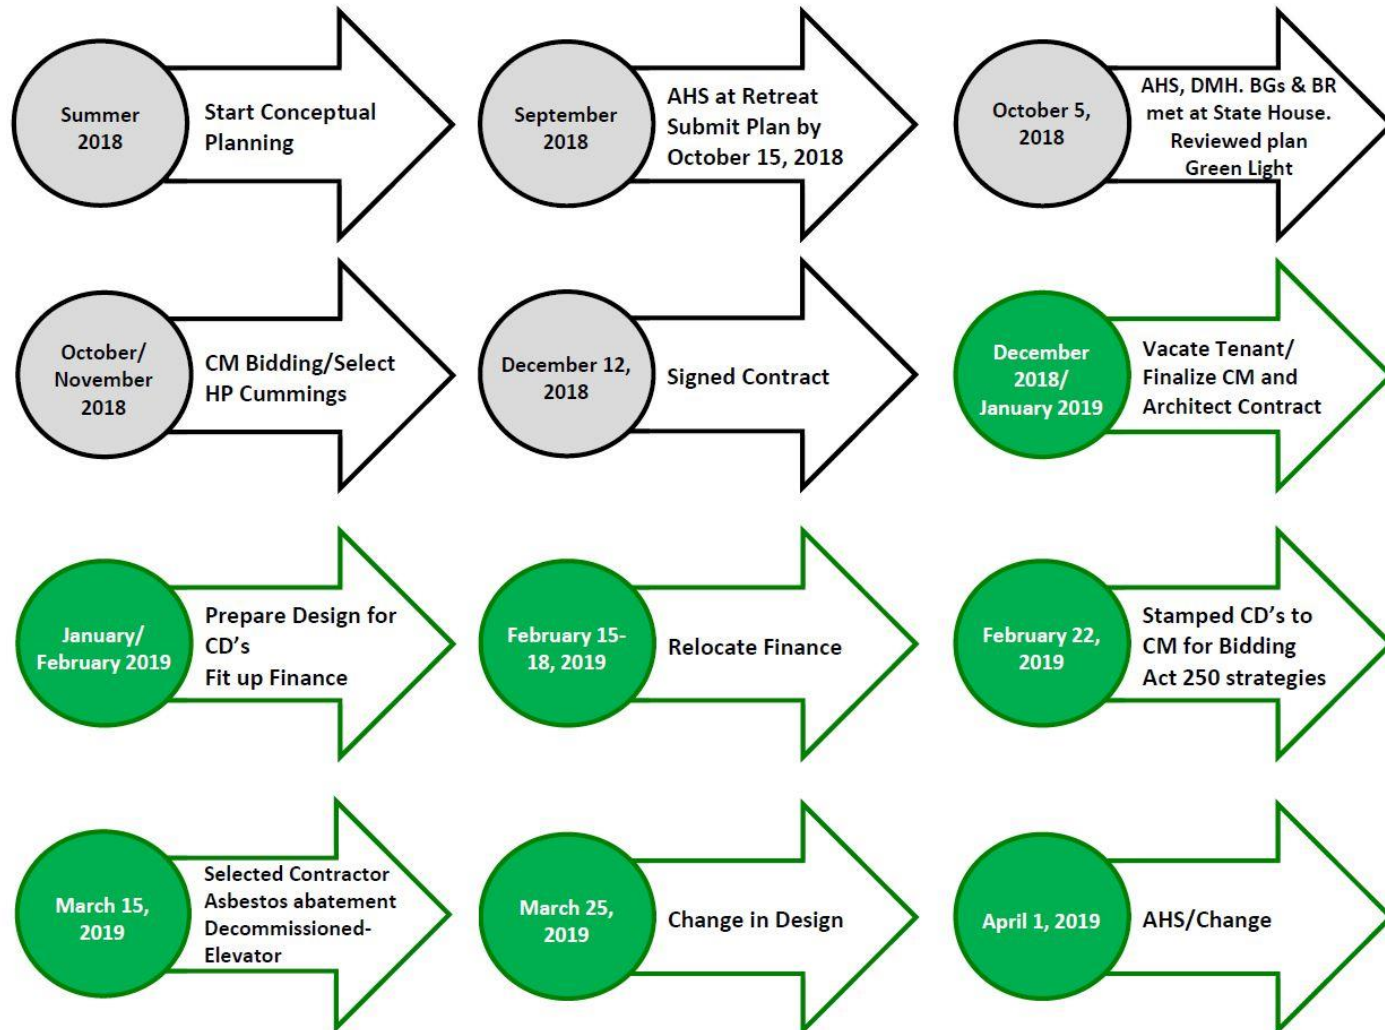 Summer
2018
Start Conceptual
Planning
September
2018
AHS at Retreat
Submit Plan by
October 15, 2018
October 5,
2018
AHS, DMH. BGs & BR
met at State House.
Reviewed plan
Green Light
October/
November
2018
CM Bidding/Select
HP Cummings
December 12,
2018
Signed Contract
December
2018/
January 2019
Vacate Tenant/
Finalize CM and
Architect Contract
January/
February 2019
Prepare Design for
CD's
Fit up Finance
February 15-
18, 2019
Relocate Finance
February 22,
2019
Stamped CD's to
CM for Bidding
Act 250 strategies
March 15,
2019
Selected Contractor
Asbestos abatement
Decommissioned-
Elevator
March 25,
2019
Change in Design
April 1, 2019
AHS/Change